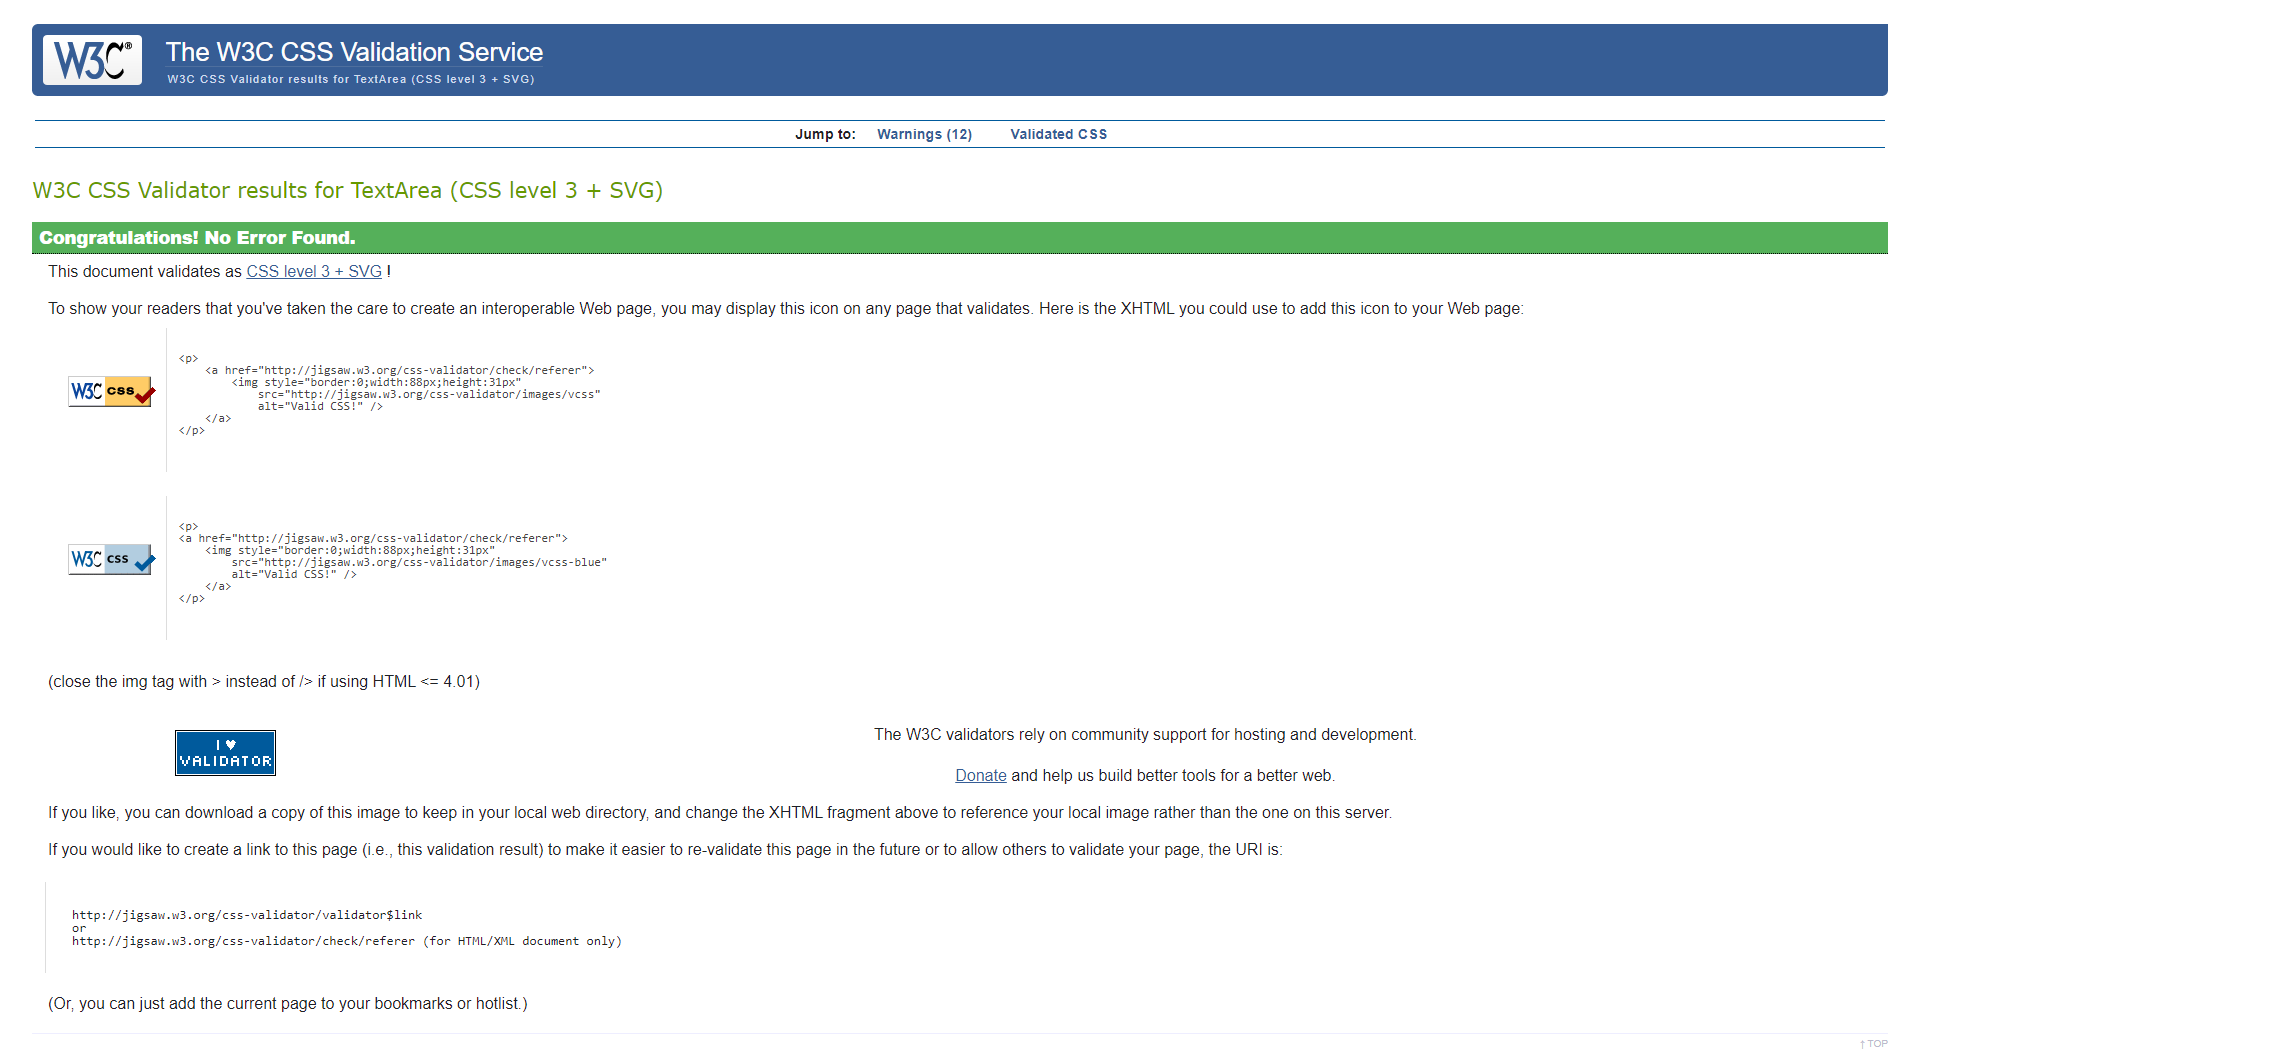 W3C®
The W3C CSS Validation Service
W3C CSS Validator results for TextArea (CSS level 3 + SVG)
Jump to: Warnings (12) Validated CSS
W3C CSS Validator results for TextArea (CSS level 3 + SVG)
Congratulations! No Error Found.
This document validates as CSS level 3 + SVG !
To show your readers that you've taken the care to create an interoperable Web page, you may display this icon on any page that validates. Here is the XHTML you could use to add this icon to your Web page:
W3C css
<p>
<a href="http://jigsaw.w3.org/css-validator/check/referer">
<img style="border:0;width:88px;height:31px"
src="http://jigsaw.w3.org/css-validator/images/vcss"
alt="Valid CSS!" />
</a>
</p>
W3C css
<p>
<a href="http://jigsaw.w3.org/css-validator/check/referer">
<img style="border:0;width:88px;height:31px"
src="http://jigsaw.w3.org/css-validator/images/vcss-blue"
alt="Valid CSS!" />
</a>
</p>
(close the img tag with > instead of /> if using HTML <= 4.01)
I ♥
VALIDATOR
The W3C validators rely on community support for hosting and development.
Donate and help us build better tools for a better web.
If you like, you can download a copy of this image to keep in your local web directory, and change the XHTML fragment above to reference your local image rather than the one on this server.
If you would like to create a link to this page (i.e., this validation result) to make it easier to re-validate this page in the future or to allow others to validate your page, the URI is:
http://jigsaw.w3.org/css-validator/validator$link
or
http://jigsaw.w3.org/css-validator/check/referer (for HTML/XML document only)
(Or, you can just add the current page to your bookmarks or hotlist.)
↑ TOP